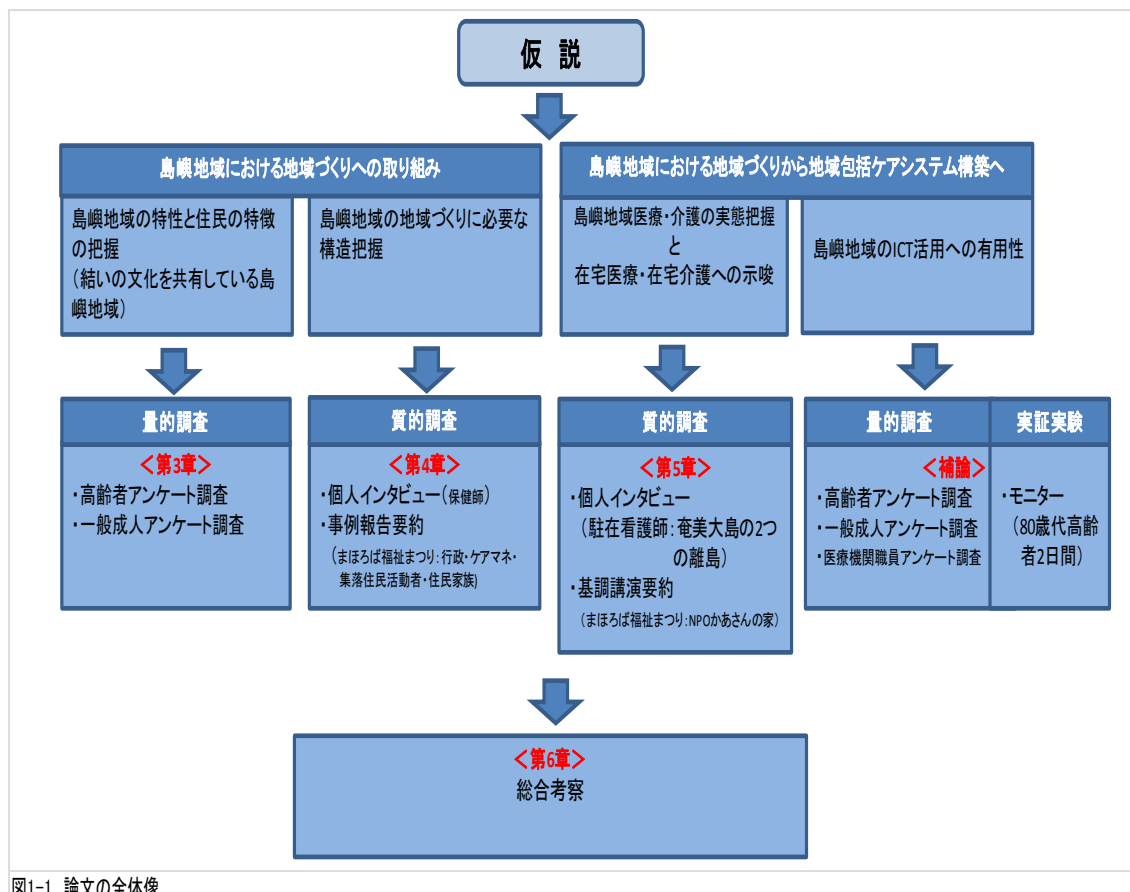 仮 説
島嶼地域における地域づくりへの取り組み
島嶼地域の特性と住民の特徴
の把握
(結いの文化を共有している島
嶼地域)
島嶼地域の地域づくりに必要な
構造把握
島嶼地域における地域づくりから地域包括ケアシステム構築へ
島嶼地域医療・介護の実態把握
と
在宅医療・在宅介護への示唆
島嶼地域のICT活用への有用性
量的調査
<第3章>
・高齢者アンケート調査
・一般成人アンケート調査
質的調査
<第4章>
・個人インタビュー(保健師)
・事例報告要約
(まほろば福祉まつり:行政・ケアマネ・
集落住民活動者・住民家族)
質的調査
<第5章>
・個人インタビュー
(駐在看護師:奄美大島の2つ
の離島)
・基調講演要約
(まほろば福祉まつり:NPOかあさんの家)
量的調査
<補論>
・高齢者アンケート調査
・一般成人アンケート調査
・医療機関職員アンケート調査
実証実験
・モニター
(80歳代高齢
者2日間)
<第6章>
総合考察
図1-1 論文の全体像